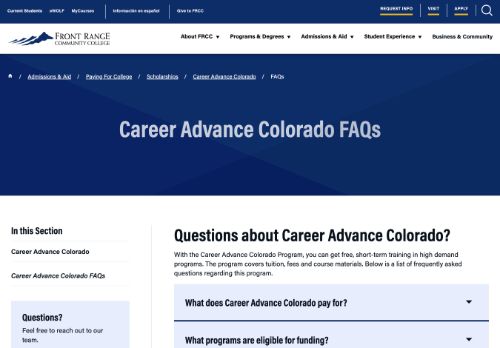 Current Students eWOLF MyCourses Información en español Give to FRCC REQUEST INFO VISIT APPLY
FRONT RANGE
COMMUNITY COLLEGE
About FRCC Programs & Degrees Admissions & Aid Student Experience Business & Community
/ Admissions & Aid / Paying For College / Scholarships / Career Advance Colorado / FAQs
Career Advance Colorado FAQs
In this Section
Career Advance Colorado
Career Advance Colorado FAQs
Questions?
Feel free to reach out to our
team.
Questions about Career Advance Colorado?
With the Career Advance Colorado Program, you can get free, short-term training in high demand
programs. The program covers tuition, fees and course materials. Below is a list of frequently asked
questions regarding this program.
What does Career Advance Colorado pay for?
What programs are eligible for funding?